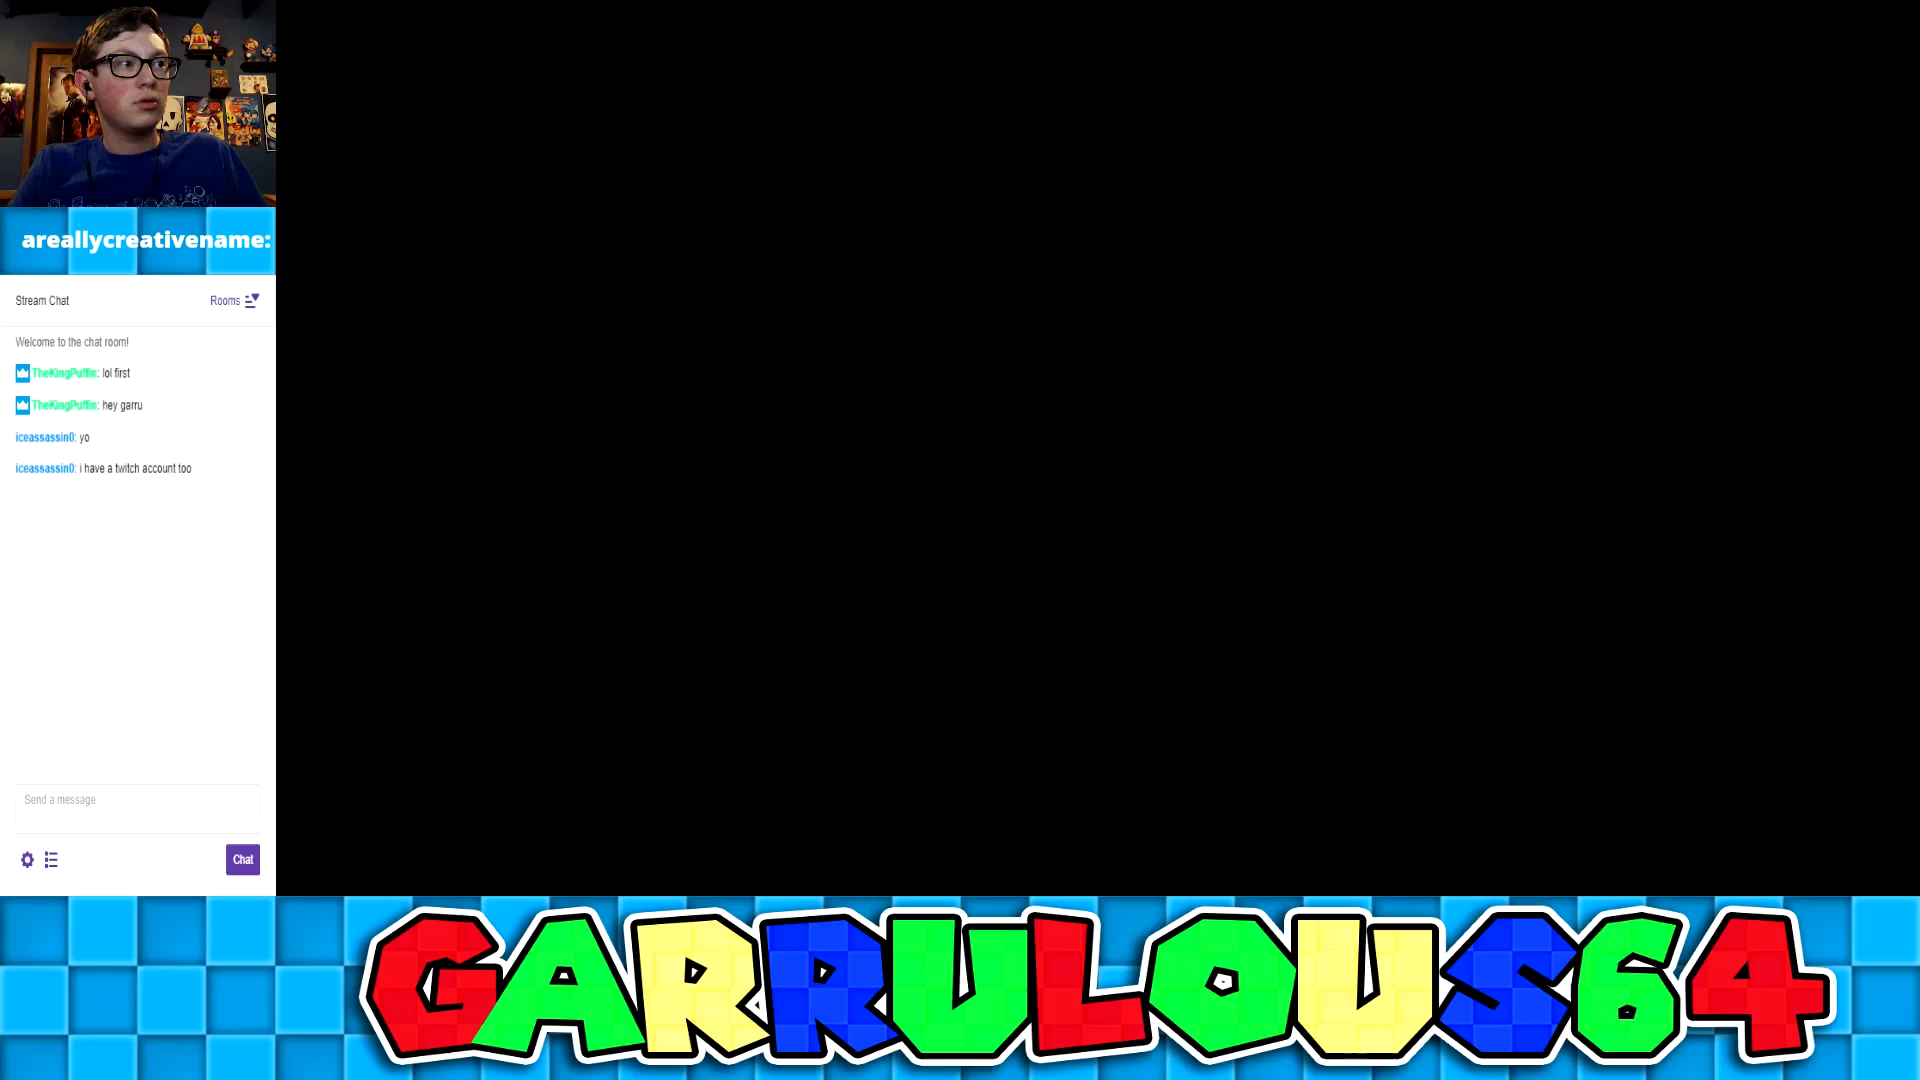 areallycreativename:
Stream Chat
Rooms
Welcome to the chat room!
TheKingPuffin: lol first
TheKingPuffin: hey garru
iceassassin0: yo
iceassassin0: i have a twitch account too
Send a message
Chat
GARRULOUS64